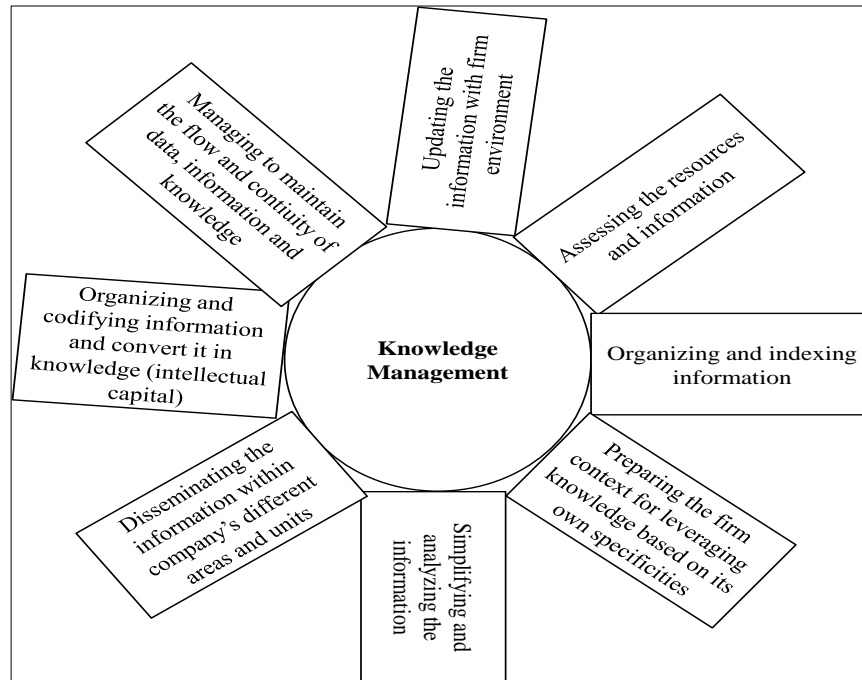 Updating the
information with firm
environment
Assessing the resources
and information
Organizing and indexing
information
Preparing the firm
context for leveraging
knowledge based on its
own specificities
Simplifying and
analyzing the
information
Disseminating the
information within
company’s different
areas and units
Organizing and
codifying information
and convert it in
knowledge (intellectual
capital)
Managing to maintain
the flow and contiuity of
data, information and
knowledge
Knowledge
Management